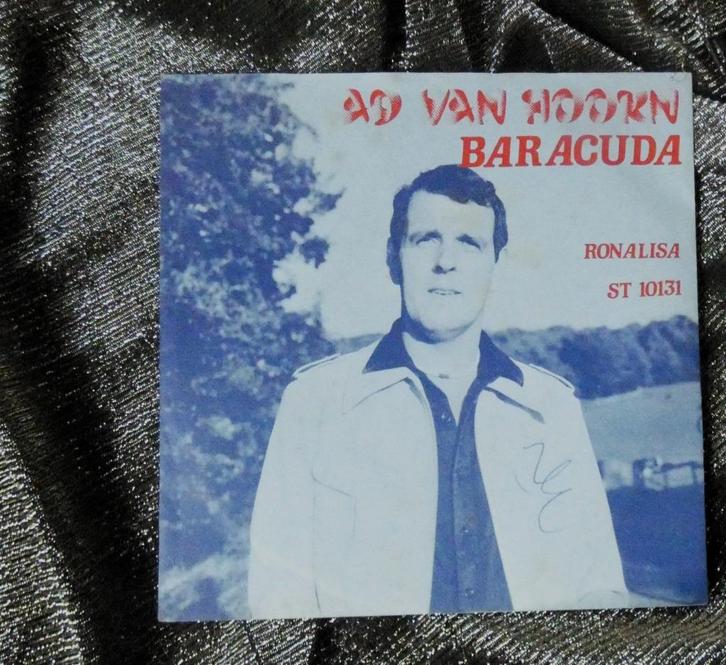 AD VAN HOORN
BARACUDA
RONALISA
ST 10131